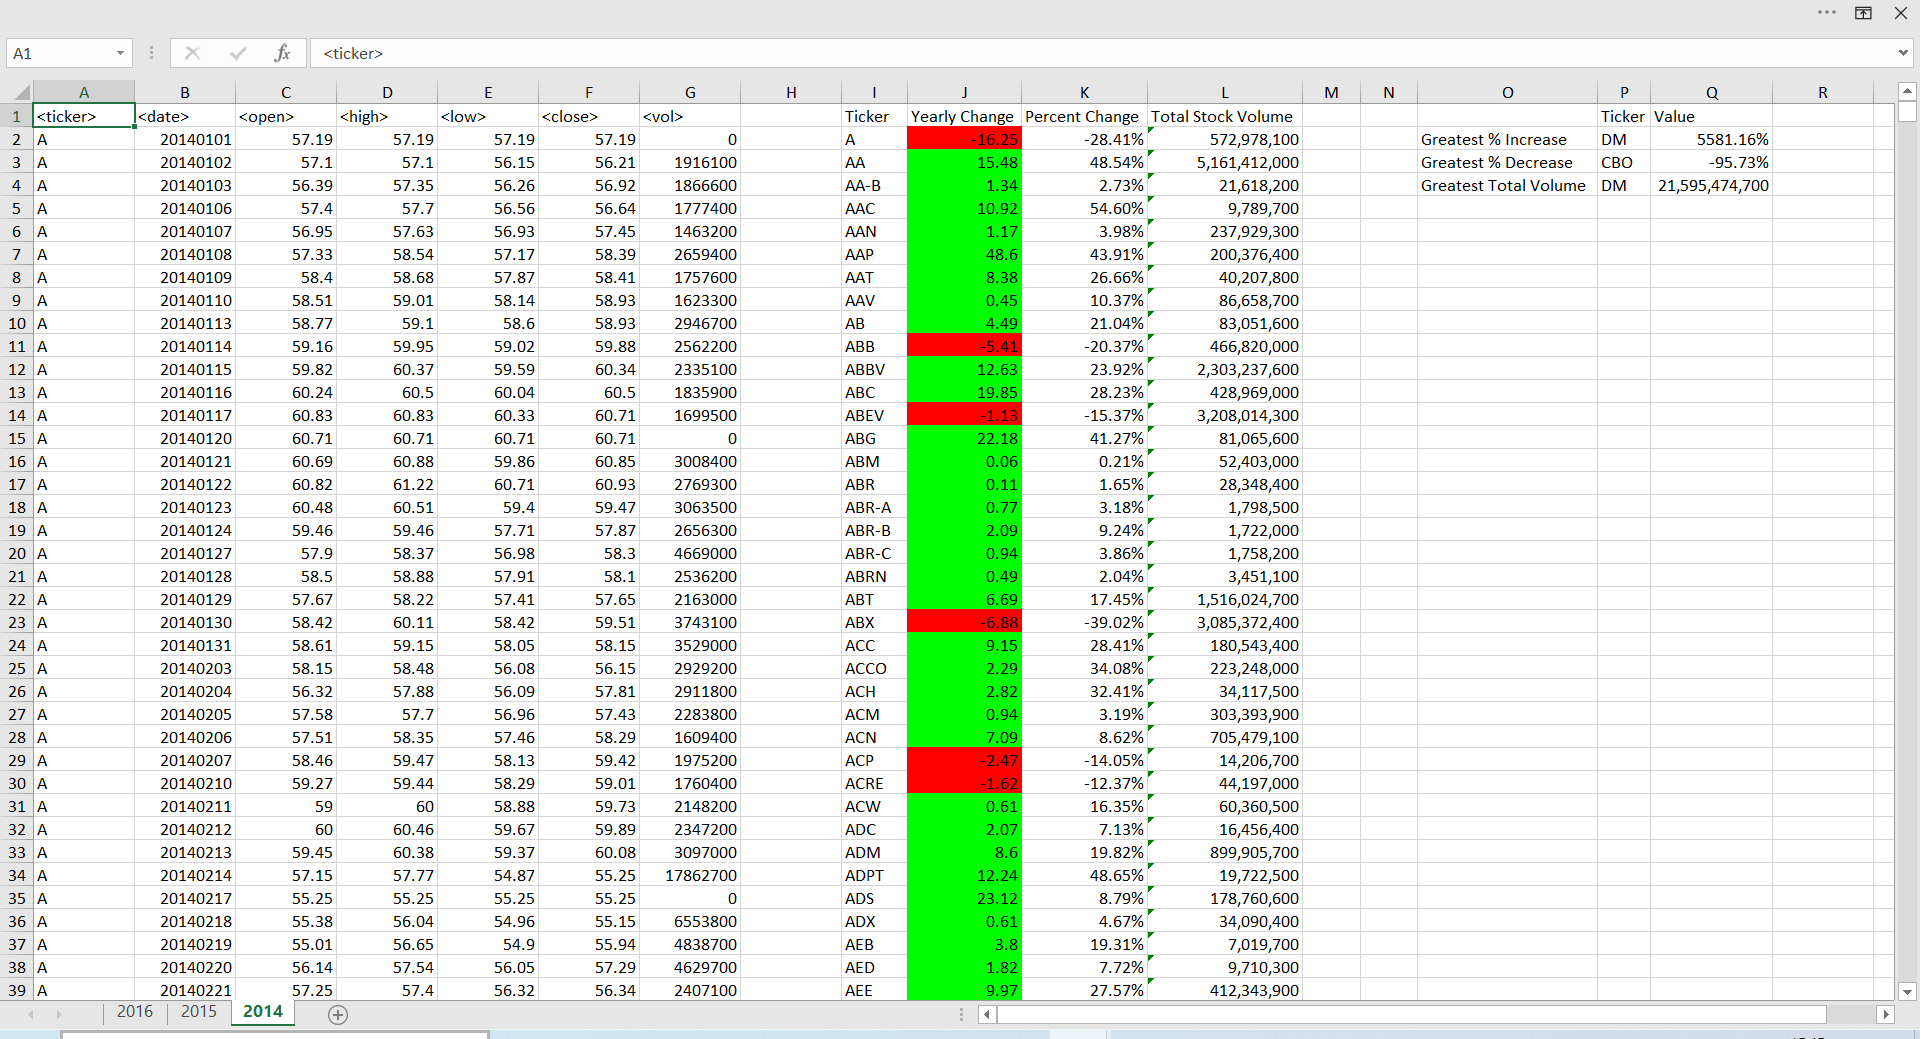 A1 fx <ticker>
A B C D E F G H I J K L M N O P Q R
1 <ticker> <date> <open> <high> <low> <close> <vol> Ticker Yearly Change Percent Change Total Stock Volume Ticker Value
2 A 20140101 57.19 57.19 57.19 57.19 0 A -16.25 -28.41% 572,978,100 Greatest % Increase DM 5581.16%
3 A 20140102 57.1 57.1 56.15 56.21 1916100 AA 15.48 48.54% 5,161,412,000 Greatest % Decrease CBO -95.73%
4 A 20140103 56.39 57.35 56.26 56.92 1866600 AA-B 1.34 2.73% 21,618,200 Greatest Total Volume DM 21,595,474,700
5 A 20140106 57.4 57.7 56.56 56.64 1777400 AAC 10.92 54.60% 9,789,700
6 A 20140107 56.95 57.63 56.93 57.45 1463200 AAN 1.17 3.98% 237,929,300
7 A 20140108 57.33 58.54 57.17 58.39 2659400 AAP 48.6 43.91% 200,376,400
8 A 20140109 58.4 58.68 57.87 58.41 1757600 AAT 8.38 26.66% 40,207,800
9 A 20140110 58.51 59.01 58.14 58.93 1623300 AAV 0.45 10.37% 86,658,700
10 A 20140113 58.77 59.1 58.6 58.93 2946700 AB 4.49 21.04% 83,051,600
11 A 20140114 59.16 59.95 59.02 59.88 2562200 ABB -5.41 -20.37% 466,820,000
12 A 20140115 59.82 60.37 59.59 60.34 2335100 ABBV 12.63 23.92% 2,303,237,600
13 A 20140116 60.24 60.5 60.04 60.5 1835900 ABC 19.85 28.23% 428,969,000
14 A 20140117 60.83 60.83 60.33 60.71 1699500 ABEV -1.13 -15.37% 3,208,014,300
15 A 20140120 60.71 60.71 60.71 60.71 0 ABG 22.18 41.27% 81,065,600
16 A 20140121 60.69 60.88 59.86 60.85 3008400 ABM 0.06 0.21% 52,403,000
17 A 20140122 60.82 61.22 60.71 60.93 2769300 ABR 0.11 1.65% 28,348,400
18 A 20140123 60.48 60.51 59.4 59.47 3063500 ABR-A 0.77 3.18% 1,798,500
19 A 20140124 59.46 59.46 57.71 57.87 2656300 ABR-B 2.09 9.24% 1,722,000
20 A 20140127 57.9 58.37 56.98 58.3 4669000 ABR-C 0.94 3.86% 1,758,200
21 A 20140128 58.5 58.88 57.91 58.1 2536200 ABRN 0.49 2.04% 3,451,100
22 A 20140129 57.67 58.22 57.41 57.65 2163000 ABT 6.69 17.45% 1,516,024,700
23 A 20140130 58.42 60.11 58.42 59.51 3743100 ABX -6.88 -39.02% 3,085,372,400
24 A 20140131 58.61 59.15 58.05 58.15 3529000 ACC 9.15 28.41% 180,543,400
25 A 20140203 58.15 58.48 56.08 56.15 2929200 ACCO 2.29 34.08% 223,248,000
26 A 20140204 56.32 57.88 56.09 57.81 2911800 ACH 2.82 32.41% 34,117,500
27 A 20140205 57.58 57.7 56.96 57.43 2283800 ACM 0.94 3.19% 303,393,900
28 A 20140206 57.51 58.35 57.46 58.29 1609400 ACN 7.09 8.62% 705,479,100
29 A 20140207 58.46 59.47 58.13 59.42 1975200 ACP -2.47 -14.05% 14,206,700
30 A 20140210 59.27 59.44 58.29 59.01 1760400 ACRE -1.62 -12.37% 44,197,000
31 A 20140211 59 60 58.88 59.73 2148200 ACW 0.61 16.35% 60,360,500
32 A 20140212 60 60.46 59.67 59.89 2347200 ADC 2.07 7.13% 16,456,400
33 A 20140213 59.45 60.38 59.37 60.08 3097000 ADM 8.6 19.82% 899,905,700
34 A 20140214 57.15 57.77 54.87 55.25 17862700 ADPT 12.24 48.65% 19,722,500
35 A 20140217 55.25 55.25 55.25 55.25 0 ADS 23.12 8.79% 178,760,600
36 A 20140218 55.38 56.04 54.96 55.15 6553800 ADX 0.61 4.67% 34,090,400
37 A 20140219 55.01 56.65 54.9 55.94 4838700 AEB 3.8 19.31% 7,019,700
38 A 20140220 56.14 57.54 56.05 57.29 4629700 AED 1.82 7.72% 9,710,300
39 A 20140221 57.25 57.4 56.32 56.34 2407100 AEE 9.97 27.57% 412,343,900
2016 2015 2014